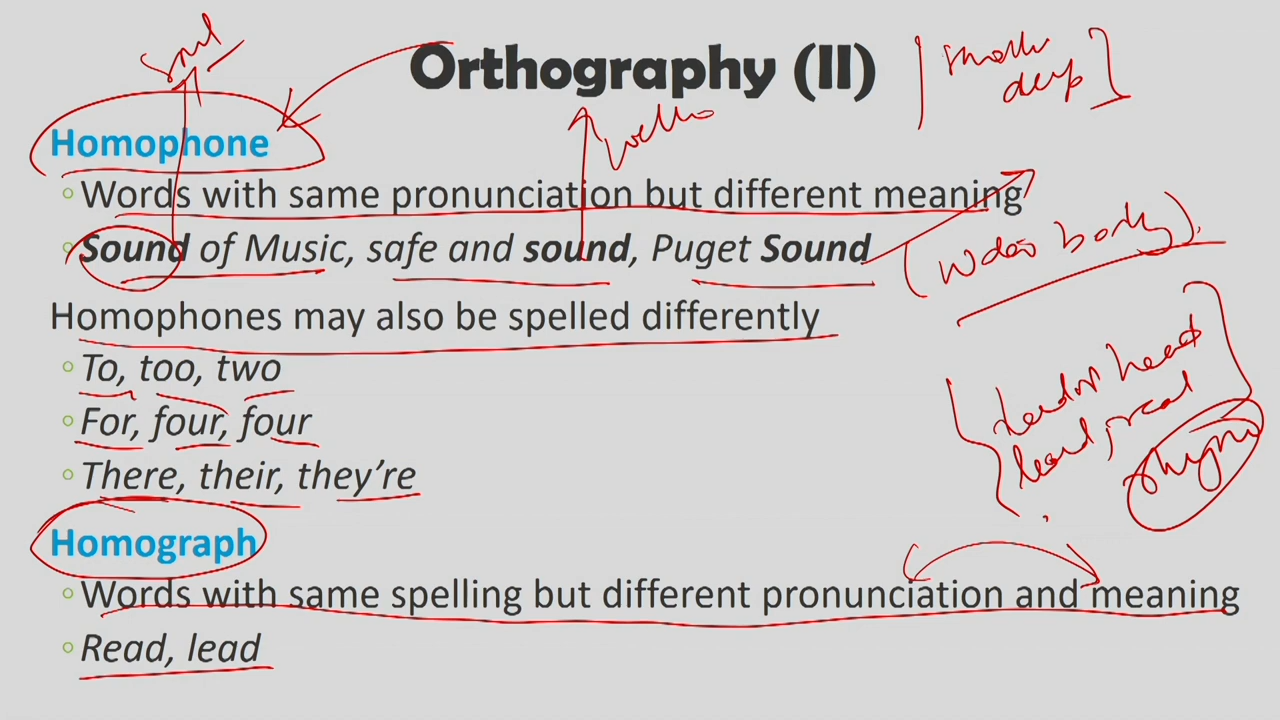 Orthography (II)
Homophone
Words with same pronunciation but different meaning
Sound of Music, safe and sound, Puget Sound
(water body)
Homophones may also be spelled differently
To, too, two
For, four, four
There, their, they're
Homograph
Words with same spelling but different pronunciation and meaning
Read, lead